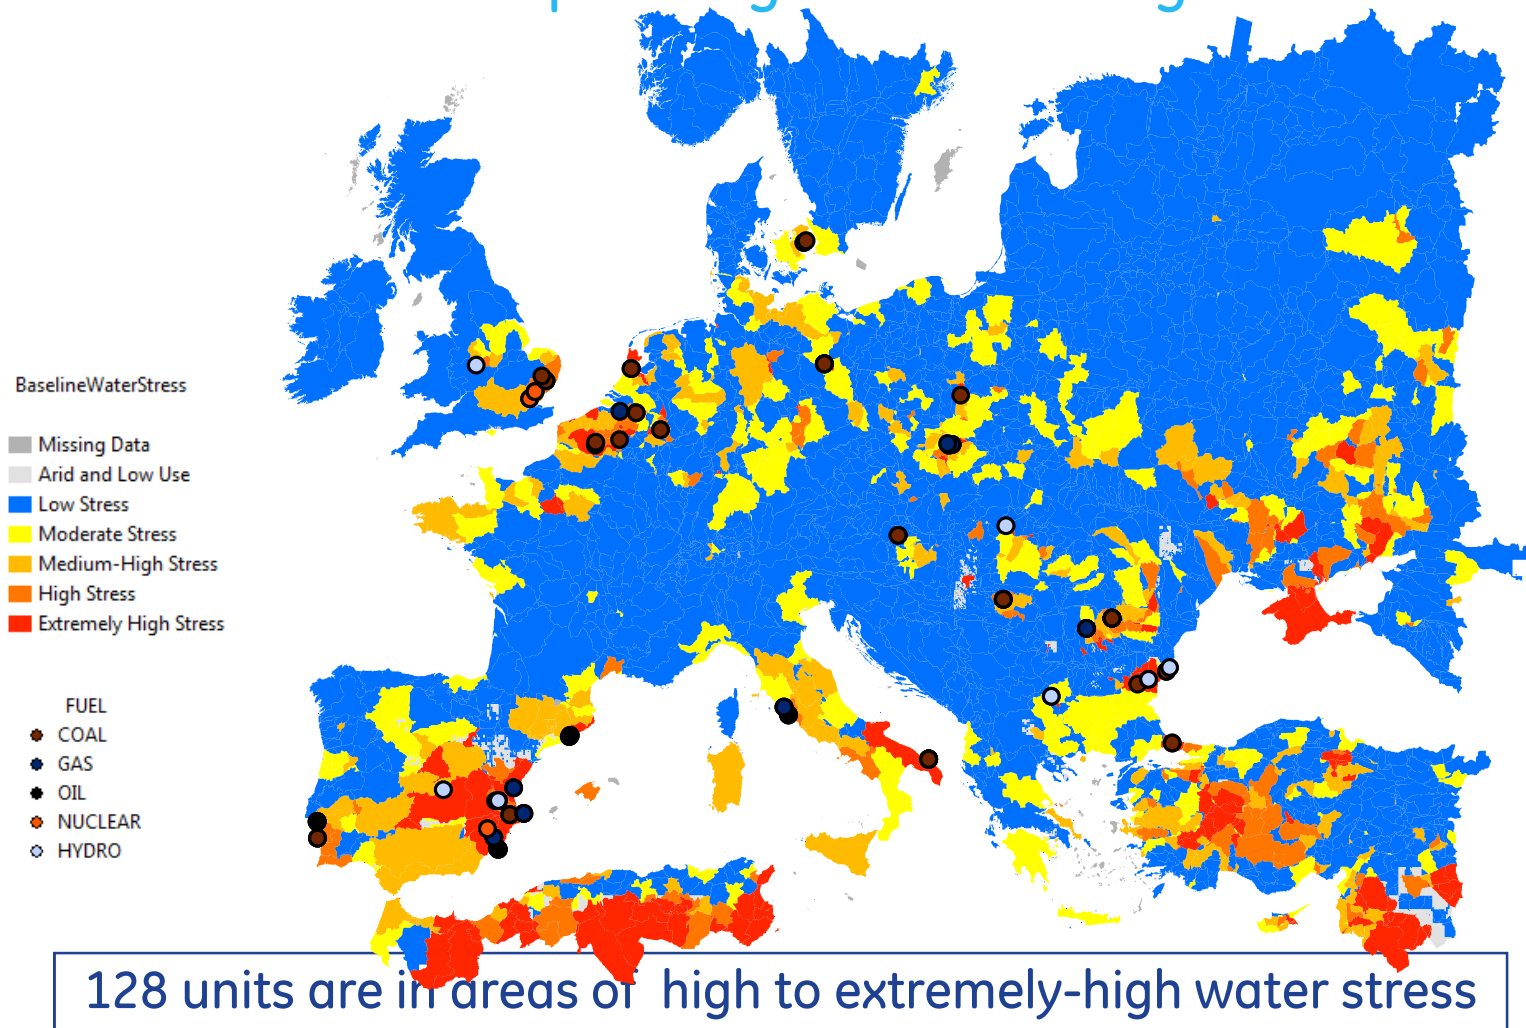 BaselineWaterStress
Missing Data
Arid and Low Use
Low Stress
Moderate Stress
Medium-High Stress
High Stress
Extremely High Stress
FUEL
COAL
GAS
OIL
NUCLEAR
HYDRO
128 units are in areas of high to extremely-high water stress